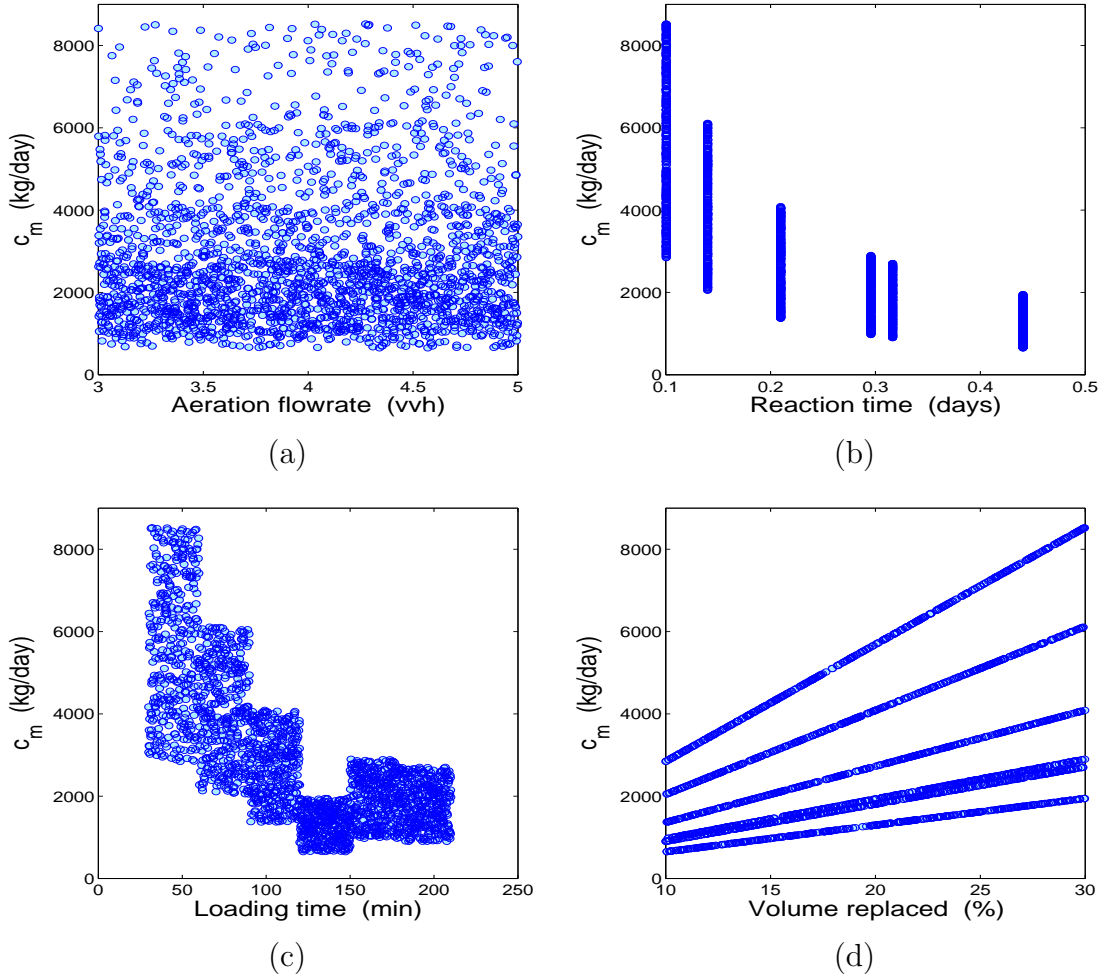 8000
6000
4000
2000
0
c_m (kg/day)
3 3.5 4 4.5 5
Aeration flowrate (vvh)
(a)
8000
6000
4000
2000
0
c_m (kg/day)
0.1 0.2 0.3 0.4 0.5
Reaction time (days)
(b)
8000
6000
4000
2000
0
c_m (kg/day)
0 50 100 150 200 250
Loading time (min)
(c)
8000
6000
4000
2000
0
c_m (kg/day)
10 15 20 25 30
Volume replaced (%)
(d)